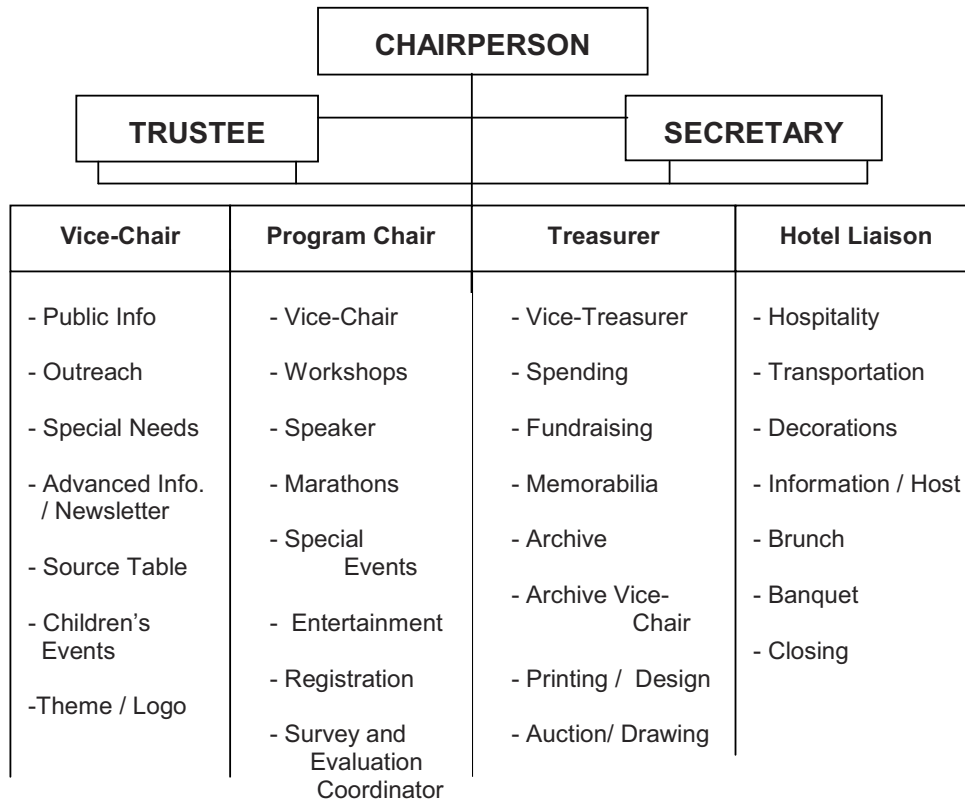 CHAIRPERSON
TRUSTEE
SECRETARY
Vice-Chair
- Public Info
- Outreach
- Special Needs
- Advanced Info.
/ Newsletter
- Source Table
- Children's
Events
-Theme / Logo
Program Chair
- Vice-Chair
- Workshops
- Speaker
- Marathons
- Special
Events
- Entertainment
- Registration
- Survey and
Evaluation
Coordinator
Treasurer
- Vice-Treasurer
- Spending
- Fundraising
- Memorabilia
- Archive
- Archive Vice-
Chair
- Printing / Design
- Auction/ Drawing
Hotel Liaison
- Hospitality
- Transportation
- Decorations
- Information / Host
- Brunch
- Banquet
- Closing